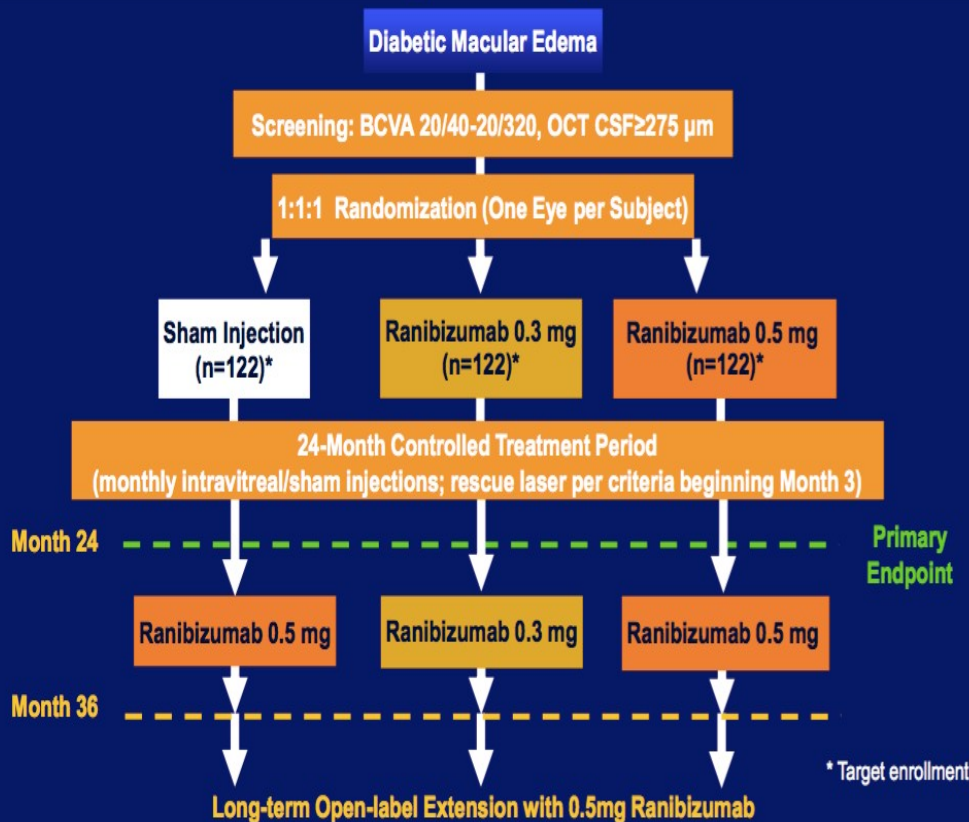 Diabetic Macular Edema
Screening: BCVA 20/40-20/320, OCT CSF≥275 µm
1:1:1 Randomization (One Eye per Subject)
Sham Injection
(n=122)*
Ranibizumab 0.3 mg
(n=122)*
Ranibizumab 0.5 mg
(n=122)*
24-Month Controlled Treatment Period
(monthly intravitreal/sham injections; rescue laser per criteria beginning Month 3)
Month 24
Primary
Endpoint
Ranibizumab 0.5 mg
Ranibizumab 0.3 mg
Ranibizumab 0.5 mg
Month 36
* Target enrollment
Long-term Open-label Extension with 0.5mg Ranibizumab